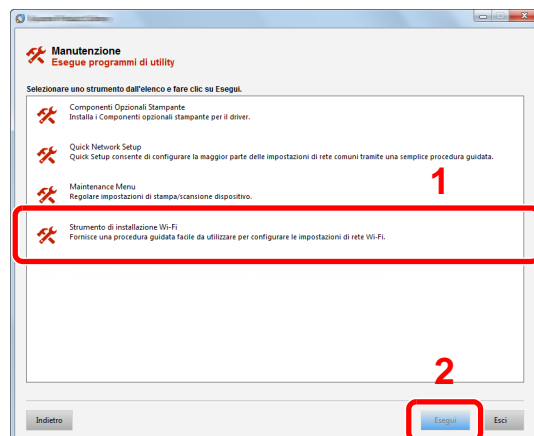 Manutenzione
Esegue programmi di utility
Selezionare uno strumento dall'elenco e fare clic su Esegui.
Componenti Opzionali Stampante
Installa i Componenti opzionali stampante per il driver.
Quick Network Setup
Quick Setup consente di configurare la maggior parte delle impostazioni di rete comuni tramite una semplice procedura guidata.
1
Maintenance Menu
Regolare impostazioni di stampa/scansione dispositivo.
Strumento di installazione Wi-Fi
Fornisce una procedura guidata facile da utilizzare per configurare le impostazioni di rete Wi-Fi.
2
Indietro
Esegui
Esci